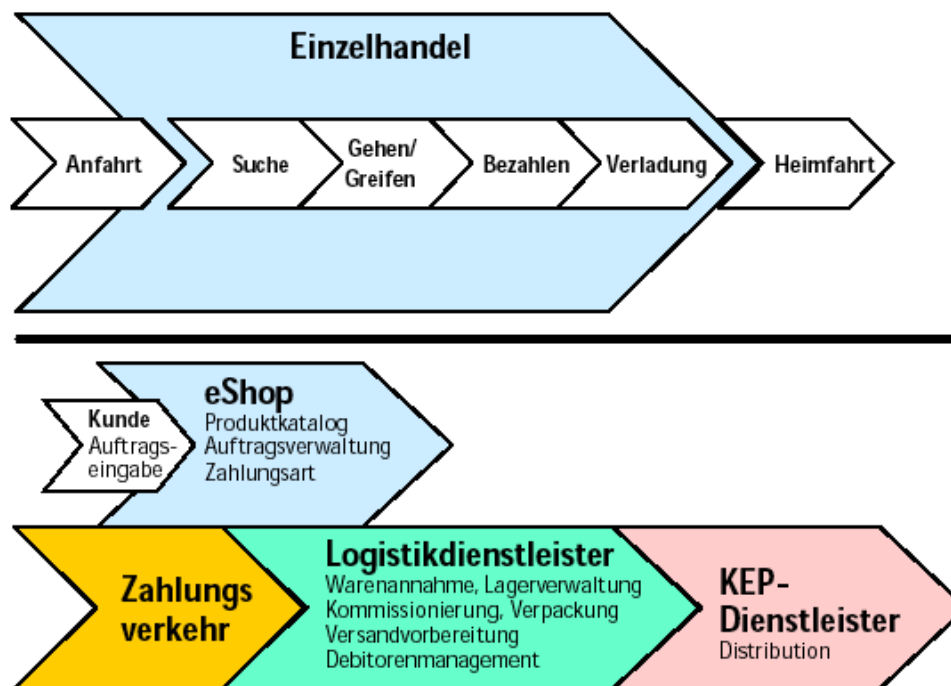 Einzelhandel
Anfahrt
Suche
Gehen/
Greifen
Bezahlen
Verladung
Heimfahrt
Kunde
Auftrags-
eingabe
eShop
Produktkatalog
Auftragsverwaltung
Zahlungsart
Zahlungs
verkehr
Logistikdienstleister
Warenannahme, Lagerverwaltung
Kommissionierung, Verpackung
Versandvorbereitung
Debitorenmanagement
KEP-
Dienstleister
Distribution